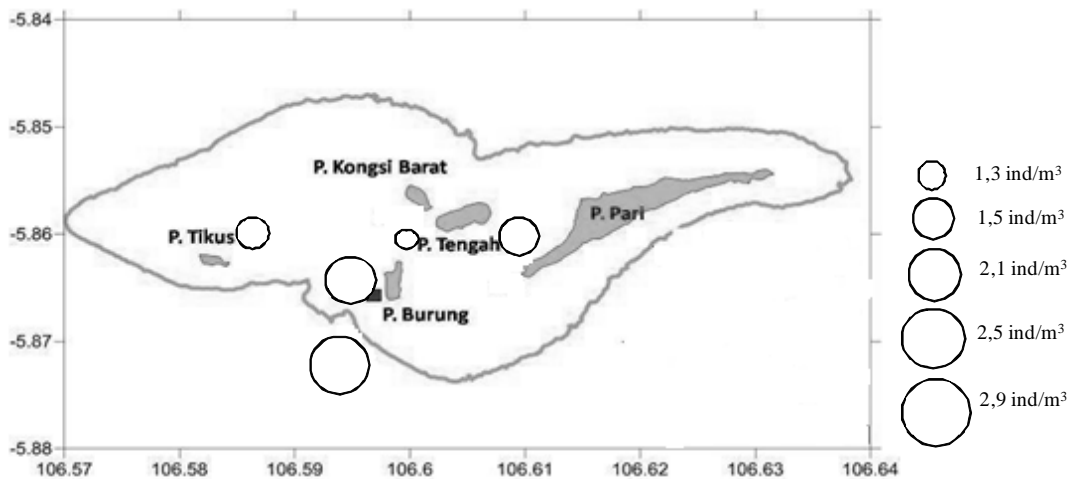 -5.84
-5.85
P. Kongsi Barat
1,3 ind/m³
P. Pari
1,5 ind/m³
-5.86
P. Tikus
P. Tengah
2,1 ind/m³
P. Burung
2,5 ind/m³
-5.87
2,9 ind/m³
-5.88
106.57 106.58 106.59 106.6 106.61 106.62 106.63 106.64